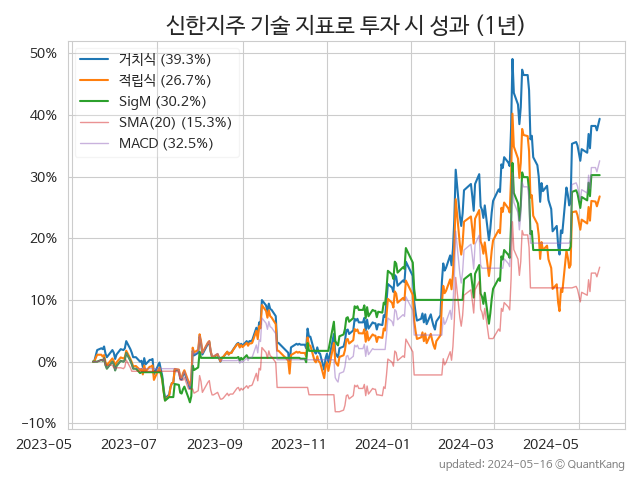 신한지주 기술 지표로 투자 시 성과 (1년)
50%
40%
30%
20%
10%
0%
−10%
거치식 (39.3%)
적립식 (26.7%)
SigM (30.2%)
SMA(20) (15.3%)
MACD (32.5%)
2023-05
2023-07
2023-09
2023-11
2024-01
2024-03
2024-05
updated: 2024-05-16 © QuantKang